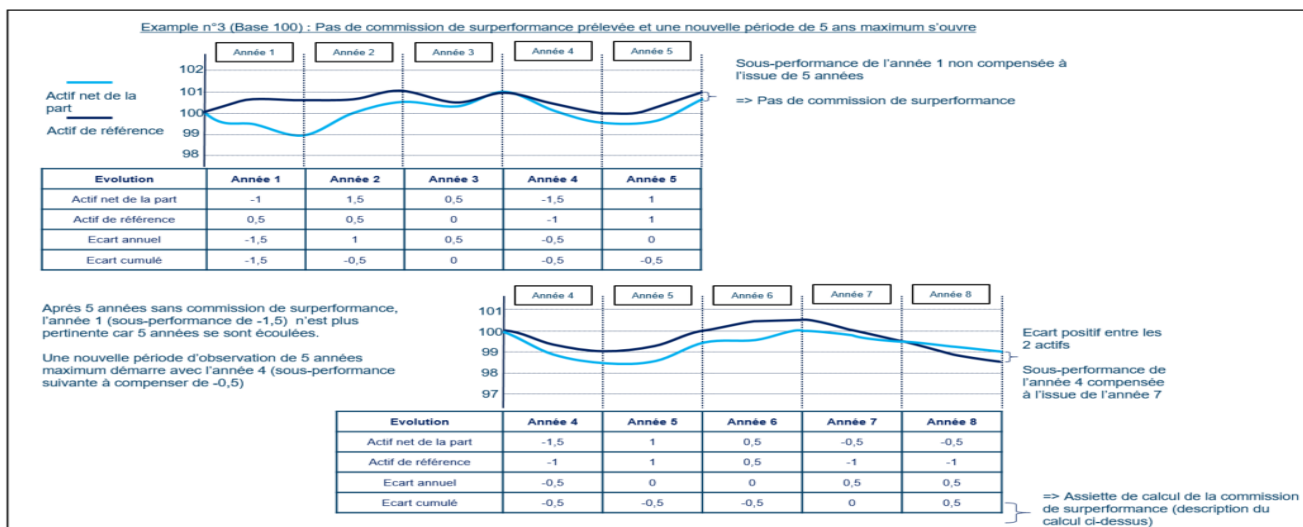 Example n°3 (Base 100) : Pas de commission de surperformance prélevée et une nouvelle période de 5 ans maximum s'ouvre
Année 1 Année 2 Année 3 Année 4 Année 5
102
101
100
99
98
Actif net de la
part
Actif de référence
Sous-performance de l'année 1 non compensée à
l'issue de 5 années
=> Pas de commission de surperformance
Evolution Année 1 Année 2 Année 3 Année 4 Année 5
Actif net de la part -1 1,5 0,5 -1,5 1
Actif de référence 0,5 0,5 0 -1 1
Ecart annuel -1,5 1 0,5 -0,5 0
Ecart cumulé -1,5 -0,5 0 -0,5 -0,5
Après 5 années sans commission de surperformance,
l'année 1 (sous-performance de -1,5) n'est plus
pertinente car 5 années se sont écoulées.
Une nouvelle période d'observation de 5 années
maximum démarre avec l'année 4 (sous-performance
suivante à compenser de -0,5)
Année 4 Année 5 Année 6 Année 7 Année 8
101
100
99
98
97
Ecart positif entre les
2 actifs
Sous-performance de
l'année 4 compensée
à l'issue de l'année 7
Evolution Année 4 Année 5 Année 6 Année 7 Année 8
Actif net de la part -1,5 1 0,5 -0,5 -0,5
Actif de référence -1 1 0,5 -1 -1
Ecart annuel -0,5 0 0 0,5 0,5
Ecart cumulé -0,5 -0,5 -0,5 0 0,5
=> Assiette de calcul de la commission
de surperformance (description du
calcul ci-dessus)